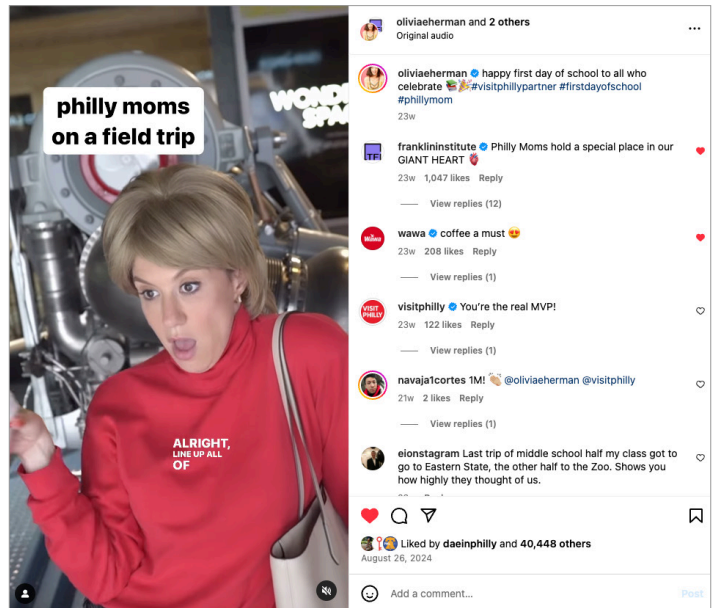 philly moms
on a field trip
WOND
SPA
ALRIGHT,
LINE UP ALL
OF
oliviaeherman and 2 others
Original audio
oliviaeherman happy first day of school to all who
celebrate 📚🎉#visitphillypartner #firstdayofschool
#phillymom
23w
TFI
franklininstitute Philly Moms hold a special place in our
GIANT HEART 🫀
23w 1,047 likes Reply
View replies (12)
Wawa
wawa coffee a must 😍
23w 208 likes Reply
View replies (1)
VISIT
PHILLY
visitphilly You're the real MVP!
23w 122 likes Reply
View replies (1)
navaja1cortes 1M! 👏🏼 @oliviaeherman @visitphilly
21w 2 likes Reply
View replies (1)
eionstagram Last trip of middle school half my class got to
go to Eastern State, the other half to the Zoo. Shows you
how highly they thought of us.
Liked by daeinphilly and 40,448 others
August 26, 2024
Add a comment...
Post